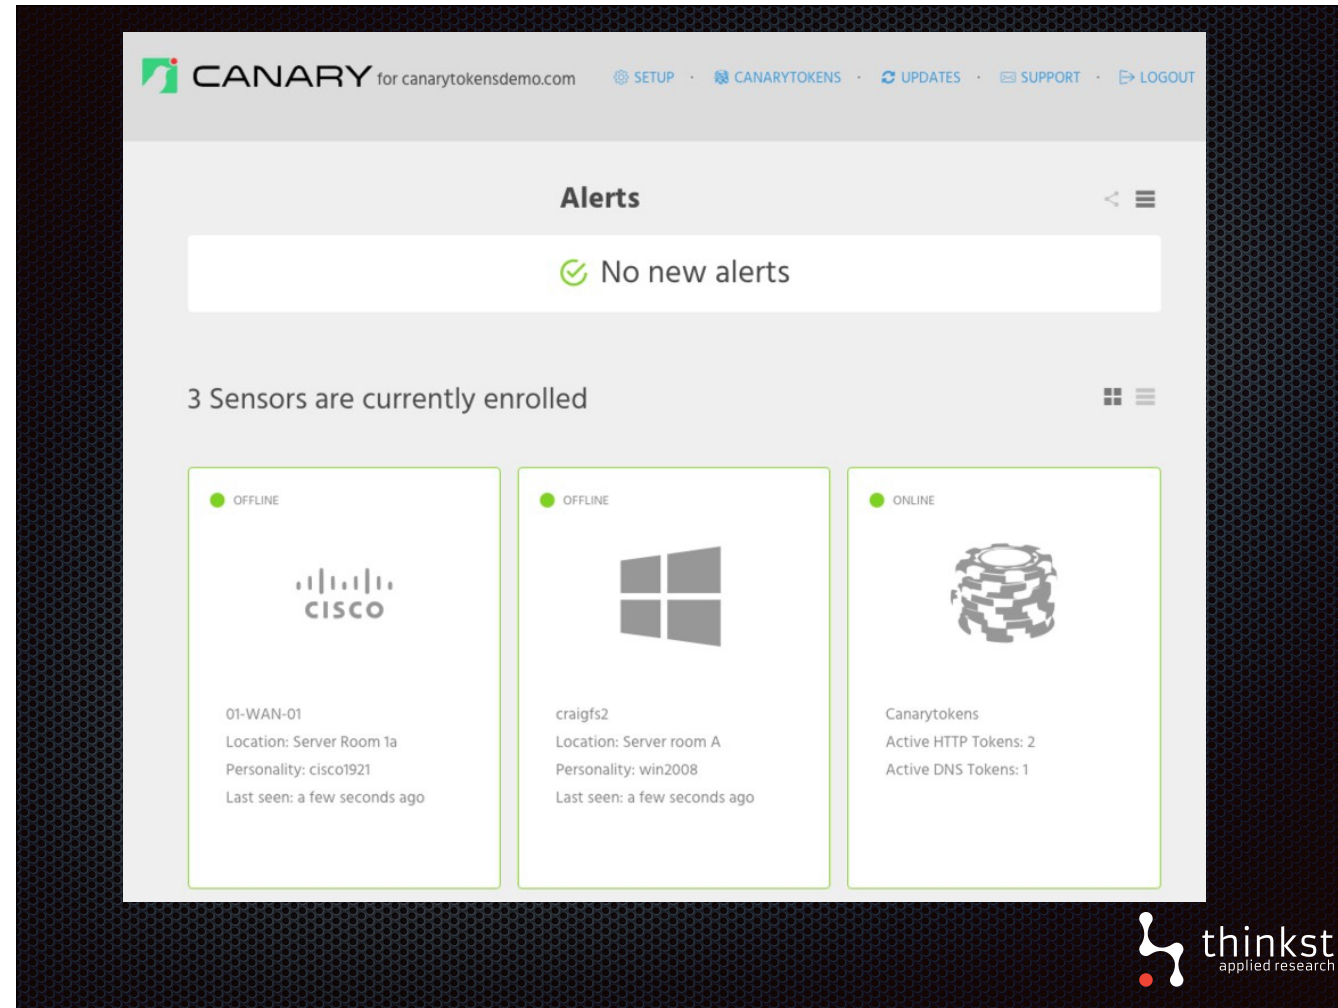 CANARY for canarytokensdemo.com SETUP · CANARYTOKENS · UPDATES · SUPPORT · LOGOUT
Alerts
No new alerts
3 Sensors are currently enrolled
OFFLINE
CISCO
01-WAN-01
Location: Server Room 1a
Personality: cisco1921
Last seen: a few seconds ago
OFFLINE
craigfs2
Location: Server room A
Personality: win2008
Last seen: a few seconds ago
ONLINE
Canarytokens
Active HTTP Tokens: 2
Active DNS Tokens: 1
thinkst
applied research